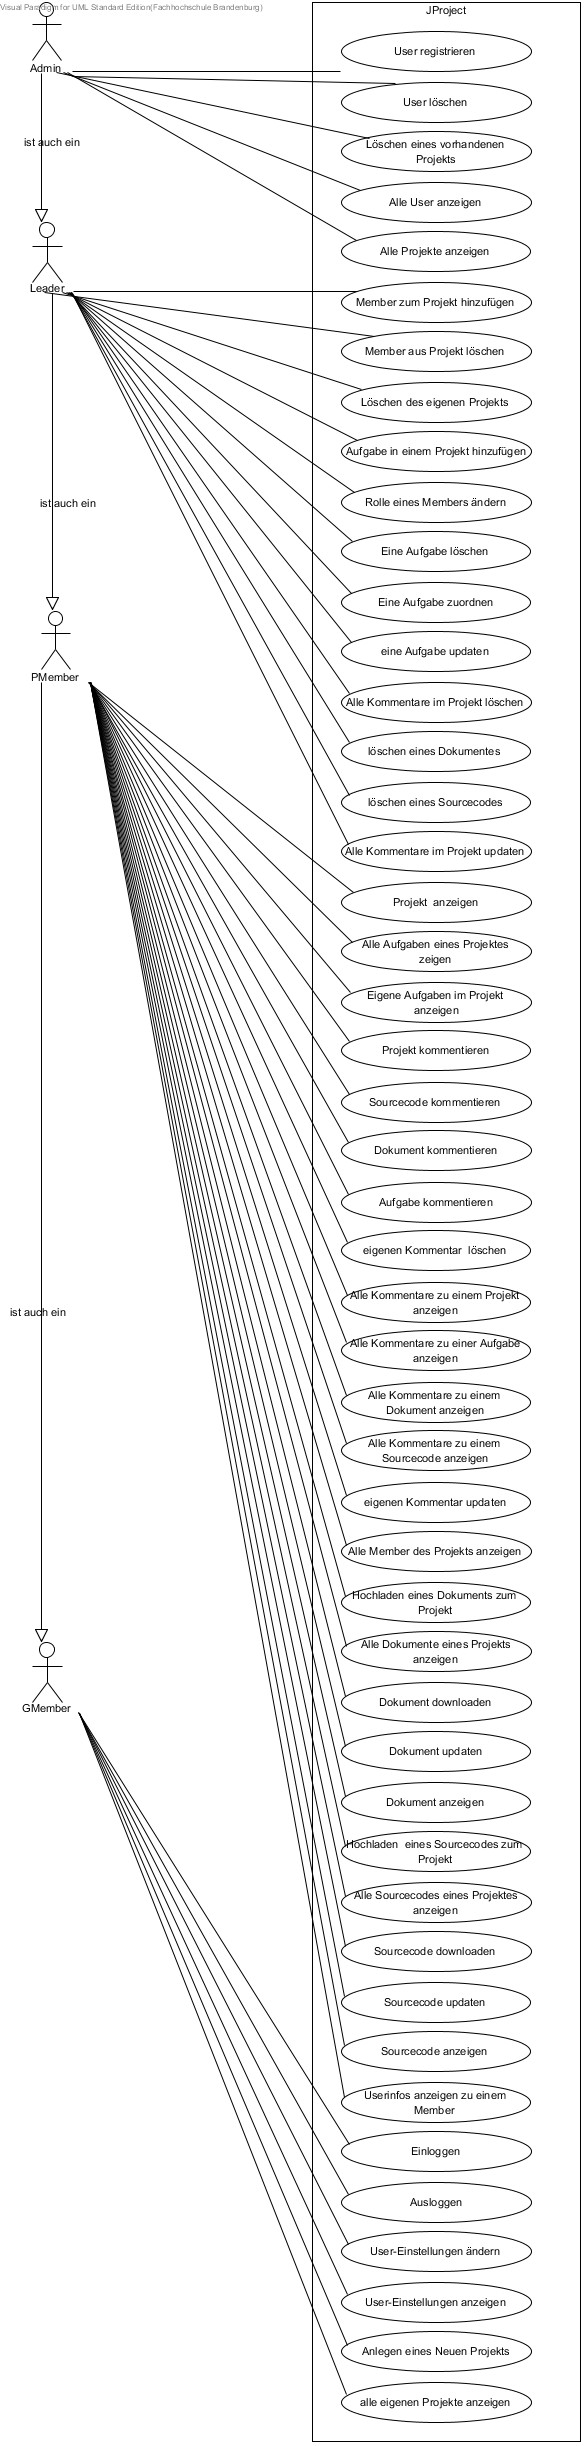 Visual Paradigm for UML Standard Edition(Fachhochschule Brandenburg)
JProject
Admin
User registrieren
User löschen
Löschen eines vorhandenen
Projekts
ist auch ein
Alle User anzeigen
Alle Projekte anzeigen
Leader
Member zum Projekt hinzufügen
Member aus Projekt löschen
Löschen des eigenen Projekts
Aufgabe in einem Projekt hinzufügen
Rolle eines Members ändern
ist auch ein
Eine Aufgabe löschen
Eine Aufgabe zuordnen
eine Aufgabe updaten
PMember
Alle Kommentare im Projekt löschen
löschen eines Dokumentes
löschen eines Sourcecodes
Alle Kommentare im Projekt updaten
Projekt  anzeigen
Alle Aufgaben eines Projektes
zeigen
Eigene Aufgaben im Projekt
anzeigen
Projekt kommentieren
Sourcecode kommentieren
Dokument kommentieren
Aufgabe kommentieren
eigenen Kommentar  löschen
Alle Kommentare zu einem Projekt
anzeigen
ist auch ein
Alle Kommentare zu einer Aufgabe
anzeigen
Alle Kommentare zu einem
Dokument anzeigen
Alle Kommentare zu einem
Sourcecode anzeigen
eigenen Kommentar updaten
Alle Member des Projekts anzeigen
Hochladen eines Dokuments zum
Projekt
Alle Dokumente eines Projekts
anzeigen
GMember
Dokument downloaden
Dokument updaten
Dokument anzeigen
Hochladen  eines Sourcecodes zum
Projekt
Alle Sourcecodes eines Projektes
anzeigen
Sourcecode downloaden
Sourcecode updaten
Sourcecode anzeigen
Userinfos anzeigen zu einem
Member
Einloggen
Ausloggen
User-Einstellungen ändern
User-Einstellungen anzeigen
Anlegen eines Neuen Projekts
alle eigenen Projekte anzeigen